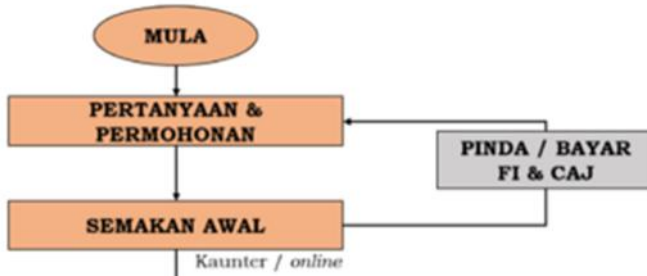 MULA
PERTANYAAN &
PERMOHONAN
PINDA / BAYAR
FI & CAJ
SEMAKAN AWAL
Kaunter / online